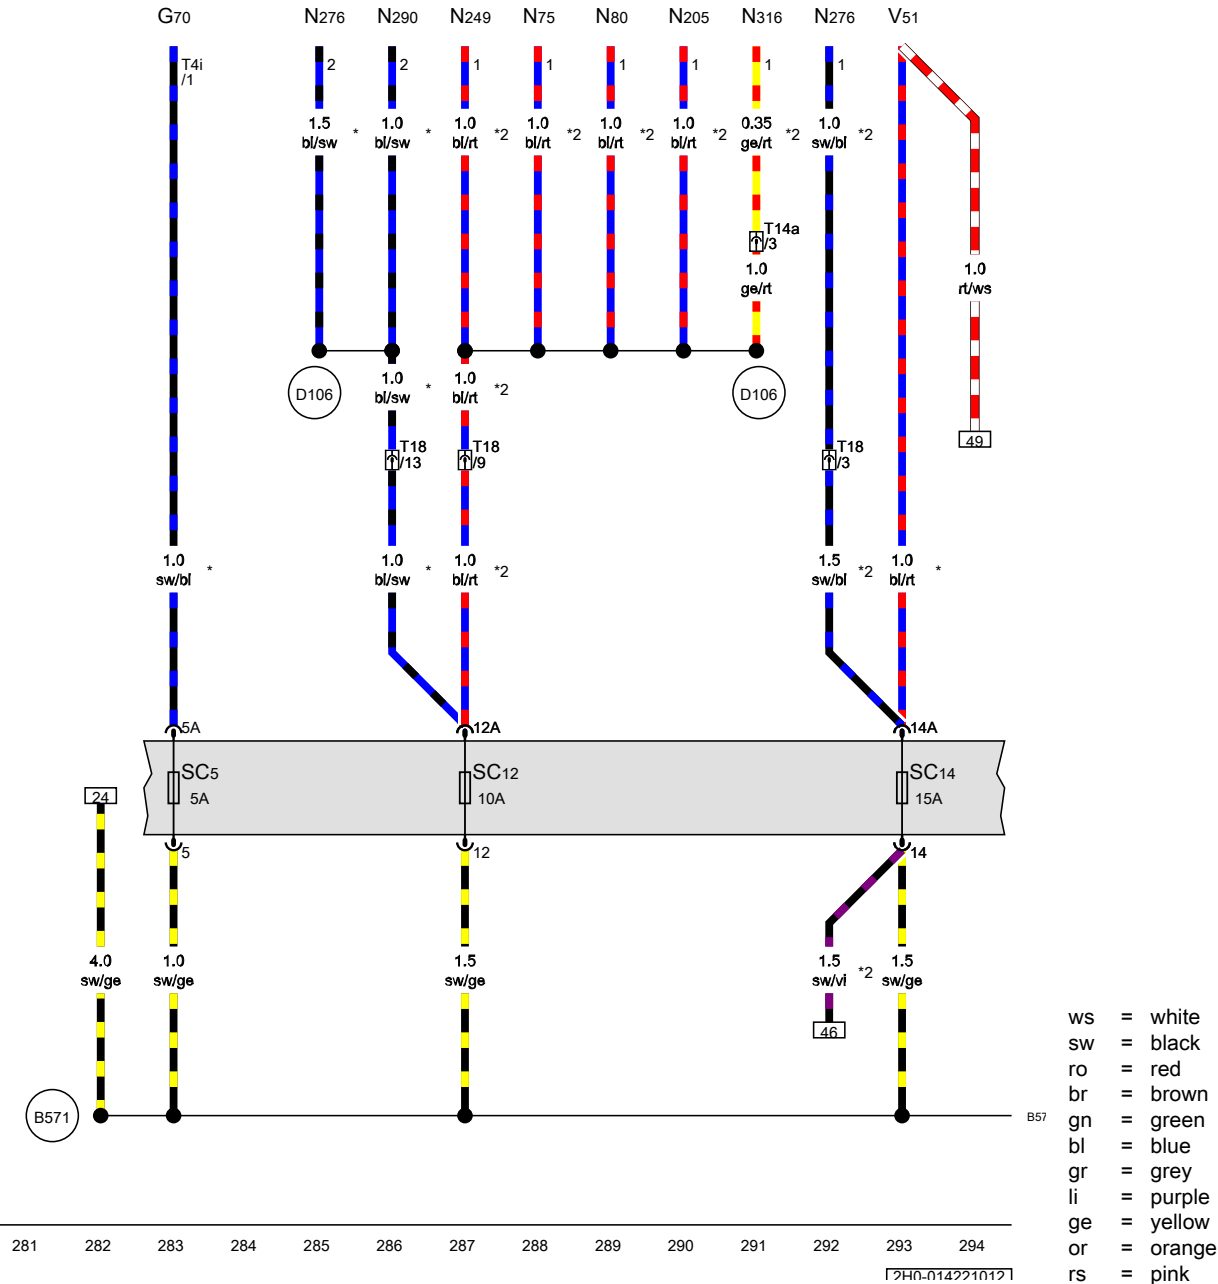 G70 N276 N290 N249 N75 N80 N205 N316 N276 V51
T4i 2 2 1 1 1 1 1 1
/1
1.5 * 1.0 * 1.0 *2 1.0 *2 1.0 *2 1.0 *2 0.35 *2 1.0 *2
bl/sw bl/sw bl/rt bl/rt bl/rt bl/rt ge/rt sw/bl
T14a
/3
1.0 1.0
ge/rt rt/ws
D106 1.0 * 1.0 *2 D106
bl/sw bl/rt
49
T18 T18 T18
/13 /9 /3
1.0 * 1.0 * 1.0 *2 1.5 *2 1.0 *
sw/bl bl/sw bl/rt sw/bl bl/rt
5A 12A 14A
SC5 SC12 SC14
5A 10A 15A
24
5 12 14
4.0 1.0 1.5 1.5 *2 1.5
sw/ge sw/ge sw/ge sw/vi sw/ge
46
B571 B57
281 282 283 284 285 286 287 288 289 290 291 292 293 294
2H0-014221012
ws = white
sw = black
ro = red
br = brown
gn = green
bl = blue
gr = grey
li = purple
ge = yellow
or = orange
rs = pink